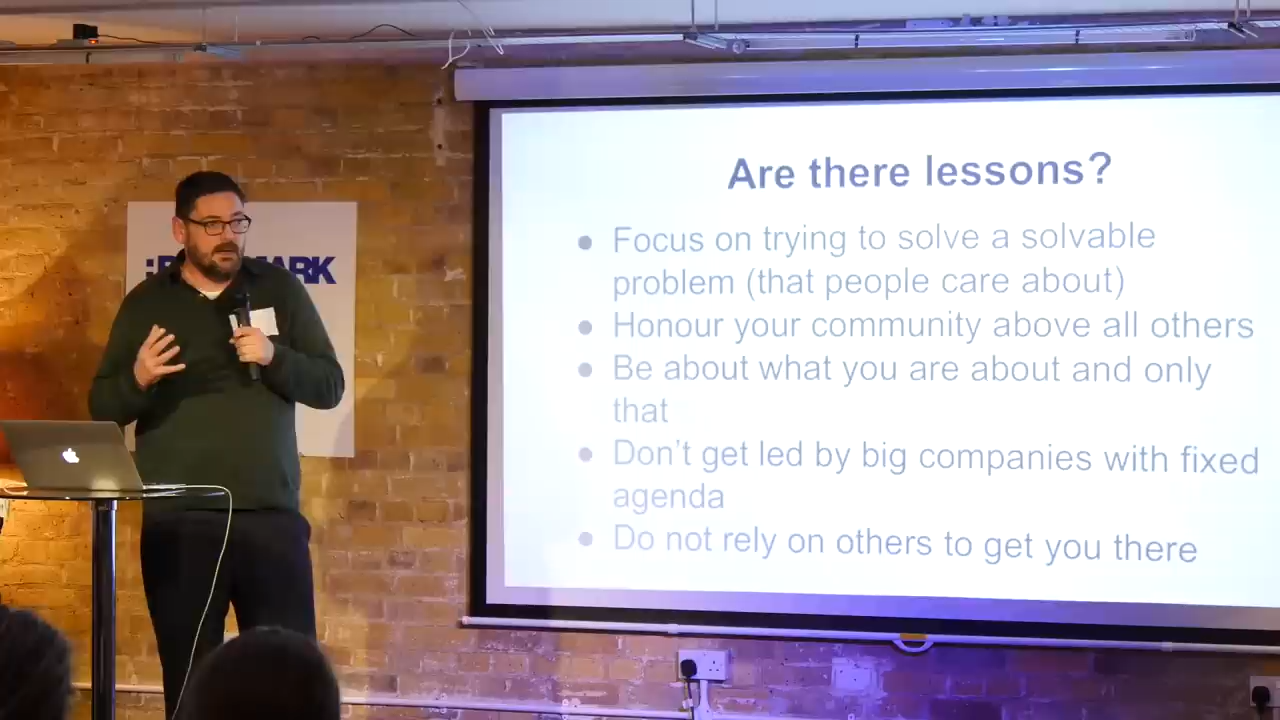 Are there lessons?
● Focus on trying to solve a solvable
problem (that people care about)
● Honour your community above all others
● Be about what you are about and only
that
● Don't get led by big companies with fixed
agenda
● Do not rely on others to get you there